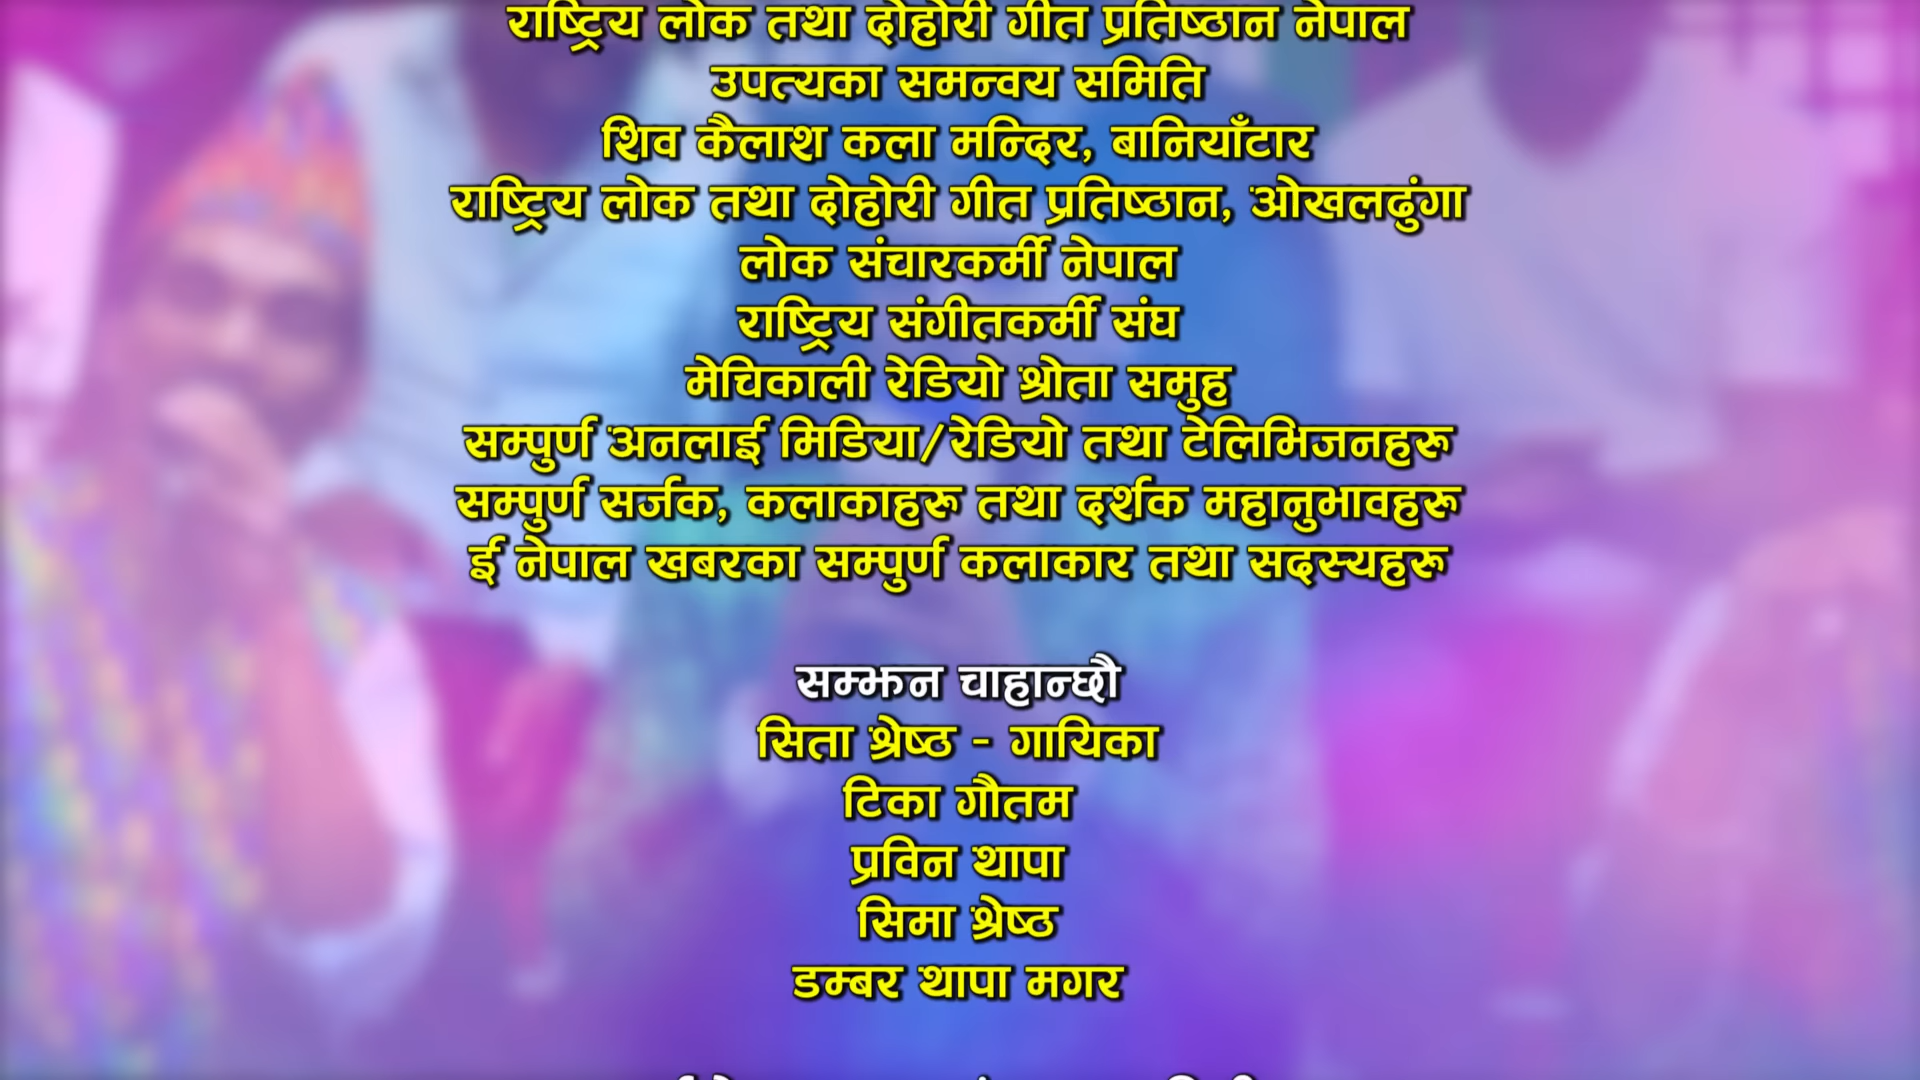 राष्ट्रिय लोक तथा दोहोरी गीत प्रतिष्ठान नेपाल
उपत्यका समन्वय समिति
शिव कैलाश कला मन्दिर, बानियाँटार
राष्ट्रिय लोक तथा दोहोरी गीत प्रतिष्ठान, ओखलढुंगा
लोक संचारकर्मी नेपाल
राष्ट्रिय संगीतकर्मी संघ
मेचिकाली रेडियो श्रोता समुह
सम्पुर्ण अनलाई मिडिया/रेडियो तथा टेलिभिजनहरू
सम्पुर्ण सर्जक, कलाकाहरू तथा दर्शक महानुभावहरू
ई नेपाल खबरका सम्पुर्ण कलाकार तथा सदस्यहरू
सम्झन चाहान्छौ
सिता श्रेष्ठ - गायिका
टिका गौतम
प्रविन थापा
सिमा श्रेष्ठ
डम्बर थापा मगर